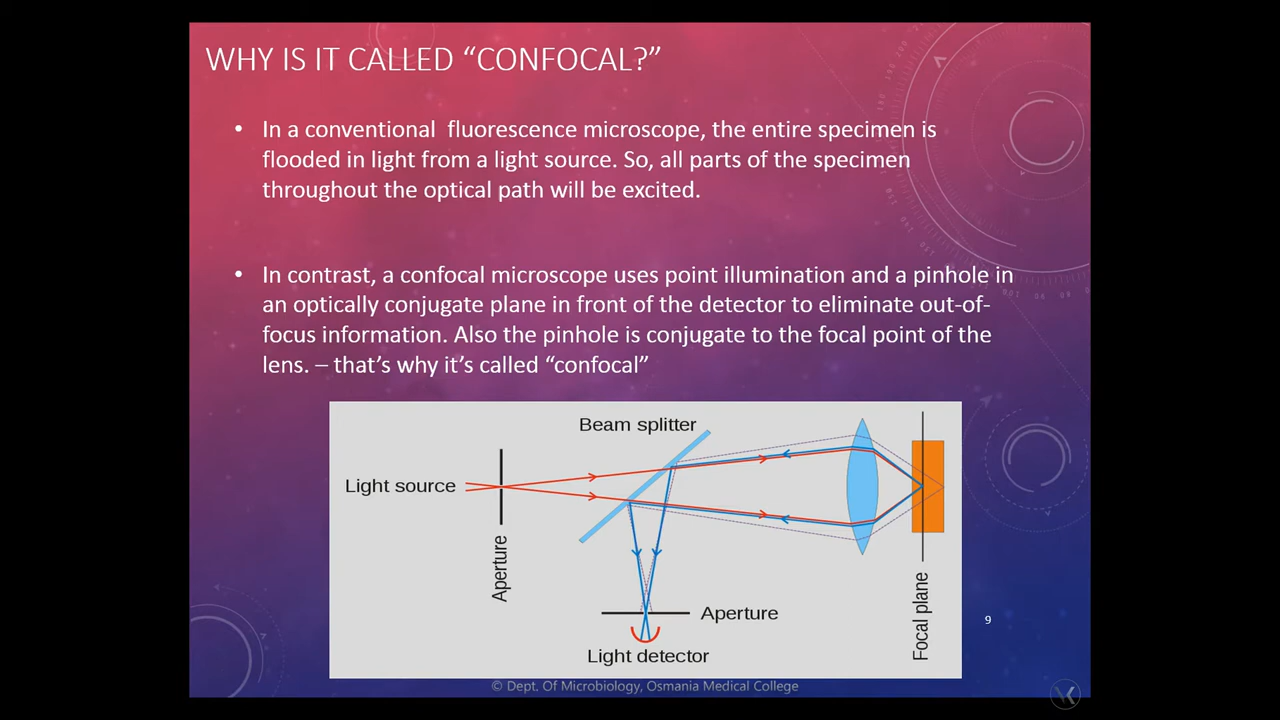 WHY IS IT CALLED “CONFOCAL?”
• In a conventional fluorescence microscope, the entire specimen is
flooded in light from a light source. So, all parts of the specimen
throughout the optical path will be excited.
• In contrast, a confocal microscope uses point illumination and a pinhole in
an optically conjugate plane in front of the detector to eliminate out-of-
focus information. Also the pinhole is conjugate to the focal point of the
lens. – that’s why it’s called “confocal”
Beam splitter
Light source
Aperture
Aperture
Light detector
Focal plane
9
© Dept. Of Microbiology, Osmania Medical College